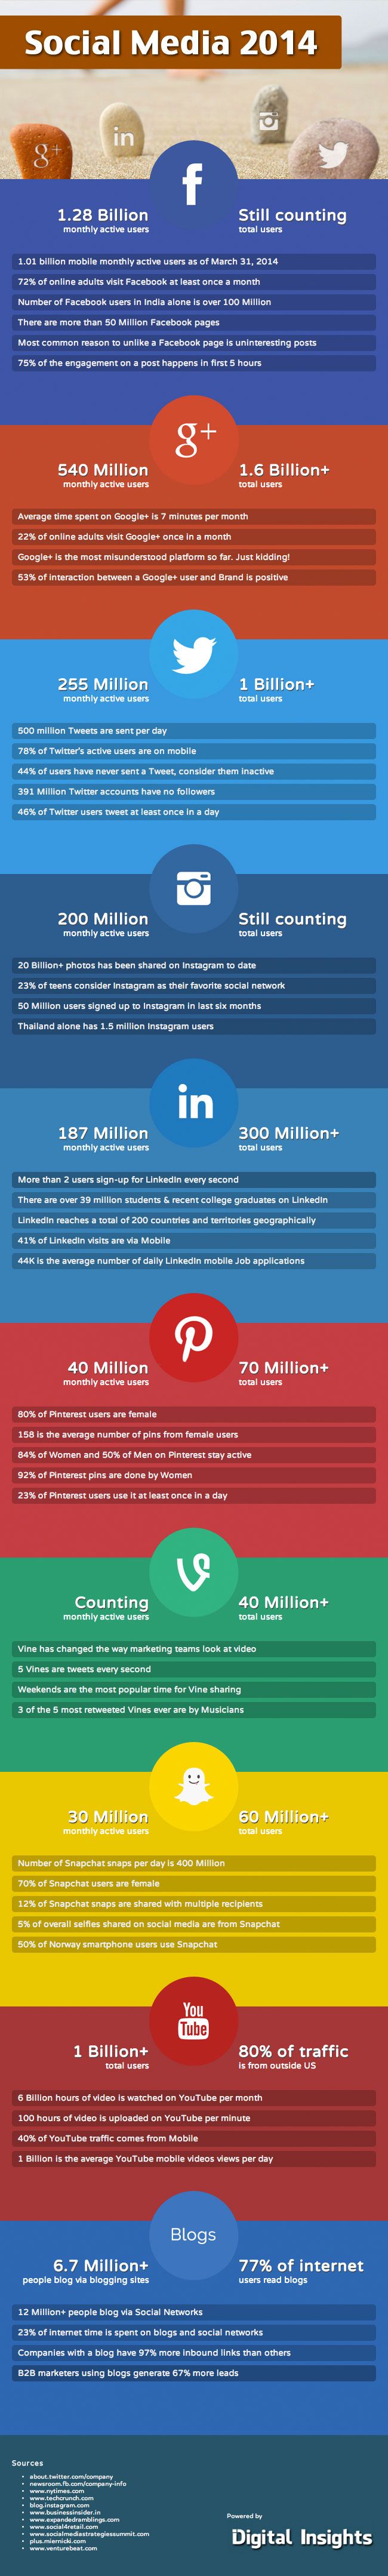 Social Media 2014
g+
in
f
1.28 Billion
monthly active users
Still counting
total users
1.01 billion mobile monthly active users as of March 31, 2014
72% of online adults visit Facebook at least once a month
Number of Facebook users in India alone is over 100 Million
There are more than 50 Million Facebook pages
Most common reason to unlike a Facebook page is uninteresting posts
75% of the engagement on a post happens in first 5 hours
g+
540 Million
monthly active users
1.6 Billion+
total users
Average time spent on Google+ is 7 minutes per month
22% of online adults visit Google+ once in a month
Google+ is the most misunderstood platform so far. Just kidding!
53% of interaction between a Google+ user and Brand is positive
255 Million
monthly active users
1 Billion+
total users
500 million Tweets are sent per day
78% of Twitter's active users are on mobile
44% of users have never sent a Tweet, consider them inactive
391 Million Twitter accounts have no followers
46% of Twitter users tweet at least once in a day
200 Million
monthly active users
Still counting
total users
20 Billion+ photos has been shared on Instagram to date
23% of teens consider Instagram as their favorite social network
50 Million users signed up to Instagram in last six months
Thailand alone has 1.5 million Instagram users
in
187 Million
monthly active users
300 Million+
total users
More than 2 users sign-up for LinkedIn every second
There are over 39 million students & recent college graduates on LinkedIn
LinkedIn reaches a total of 200 countries and territories geographically
41% of LinkedIn visits are via Mobile
44K is the average number of daily LinkedIn mobile Job applications
40 Million
monthly active users
70 Million+
total users
80% of Pinterest users are female
158 is the average number of pins from female users
84% of Women and 50% of Men on Pinterest stay active
92% of Pinterest pins are done by Women
23% of Pinterest users use it at least once in a day
Counting
monthly active users
40 Million+
total users
Vine has changed the way marketing teams look at video
5 Vines are tweets every second
Weekends are the most popular time for Vine sharing
3 of the 5 most retweeted Vines ever are by Musicians
30 Million
monthly active users
60 Million+
total users
Number of Snapchat snaps per day is 400 Million
70% of Snapchat users are female
12% of Snapchat snaps are shared with multiple recipients
5% of overall selfies shared on social media are from Snapchat
50% of Norway smartphone users use Snapchat
You
Tube
1 Billion+
total users
80% of traffic
is from outside US
6 Billion hours of video is watched on YouTube per month
100 hours of video is uploaded on YouTube per minute
40% of YouTube traffic comes from Mobile
1 Billion is the average YouTube mobile videos views per day
Blogs
6.7 Million+
people blog via blogging sites
77% of internet
users read blogs
12 Million+ people blog via Social Networks
23% of internet time is spent on blogs and social networks
Companies with a blog have 97% more inbound links than others
B2B marketers using blogs generate 67% more leads
Sources
about.twitter.com/company
newsroom.fb.com/company-info
www.nytimes.com
www.techcrunch.com
blog.instagram.com
www.businessinsider.in
www.expandedramblings.com
www.social4retail.com
www.socialmediastrategiessummit.com
plus.miernicki.com
www.venturebeat.com
Powered by
Digital Insights